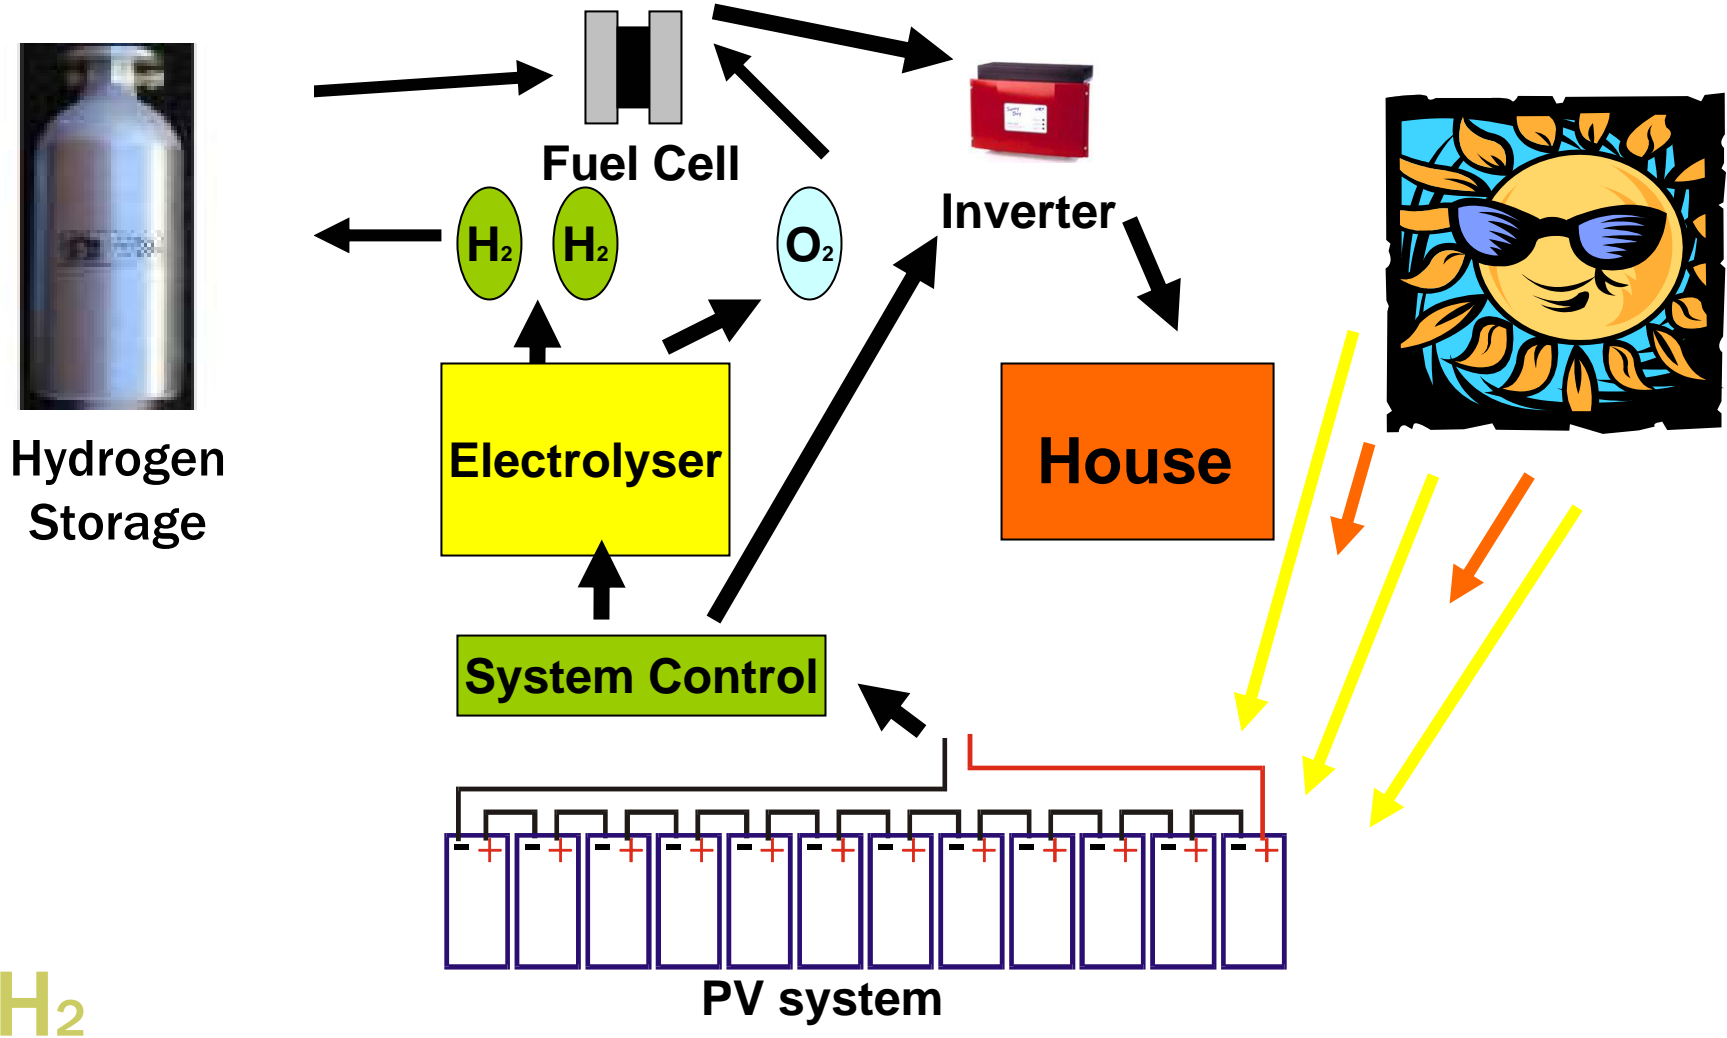 Fuel Cell
H2
H2
O2
Inverter
Hydrogen
Storage
Electrolyser
House
System Control
- + - + - + - + - + - + - + - + - + - + - + - +
PV system
H2